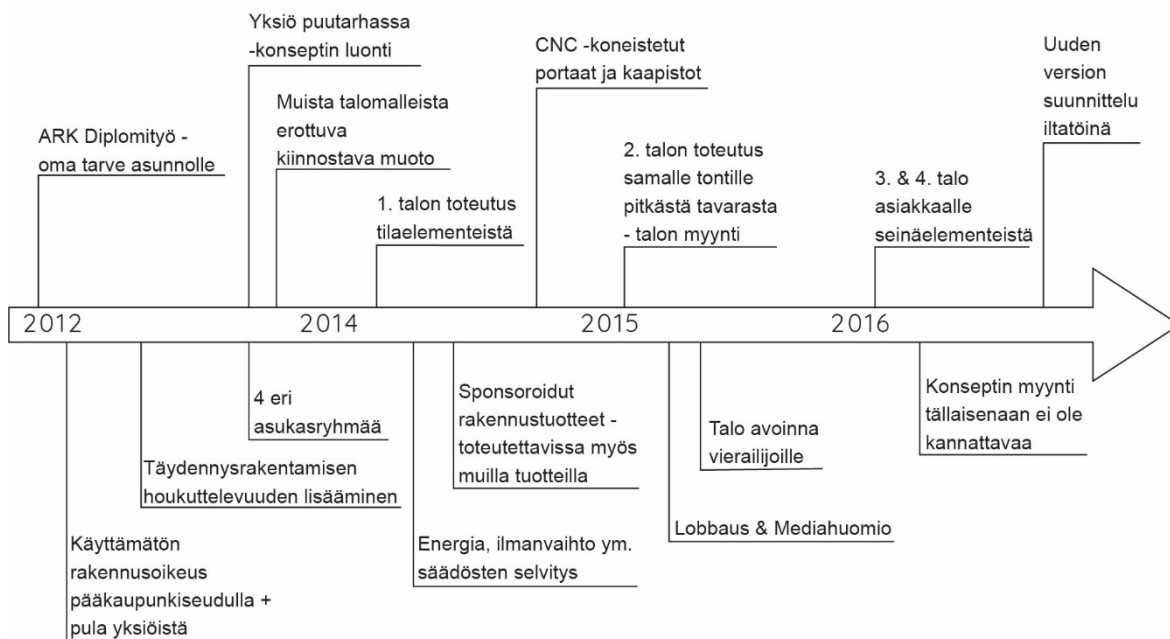 Yksiö puutarhassa
-konseptin luonti
CNC -koneistetut
portaat ja kaapistot
Uuden
version
suunnittelu
iltatöinä
ARK Diplomityö -
oma tarve asunnolle
Muista talomalleista
erottuva
kiinnostava muoto
1. talon toteutus
tilaelementeistä
2. talon toteutus
samalle tontille
pitkästä tavarasta
- talon myynti
3. & 4. talo
asiakkaalle
seinäelementeistä
2012
2014
2015
2016
4 eri
asukasryhmää
Sponsoroidut
rakennustuotteet -
toteutettavissa myös
muilla tuotteilla
Talo avoinna
vierailijoille
Konseptin myynti
tällaisenaan ei ole
kannattavaa
Täydennysrakentamisen
houkuttelevuuden lisääminen
Lobbaus & Mediahuomio
Käyttämätön
rakennusoikeus
pääkaupunkiseudulla +
pula yksiöistä
Energia, ilmanvaihto ym.
säädösten selvitys